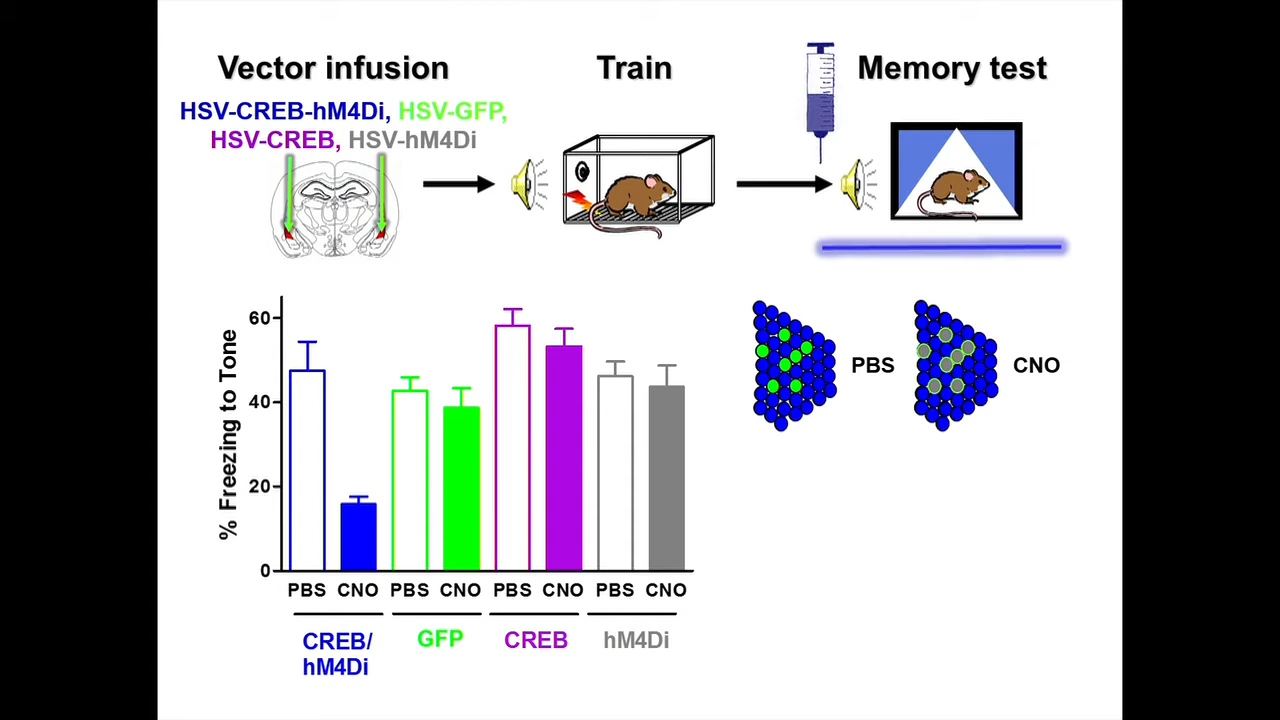 Vector infusion
Train
Memory test
HSV-CREB-hM4Di, HSV-GFP,
HSV-CREB, HSV-hM4Di
% Freezing to Tone
60
40
20
0
PBS CNO PBS CNO PBS CNO PBS CNO
CREB/
hM4Di
GFP
CREB
hM4Di
PBS
CNO